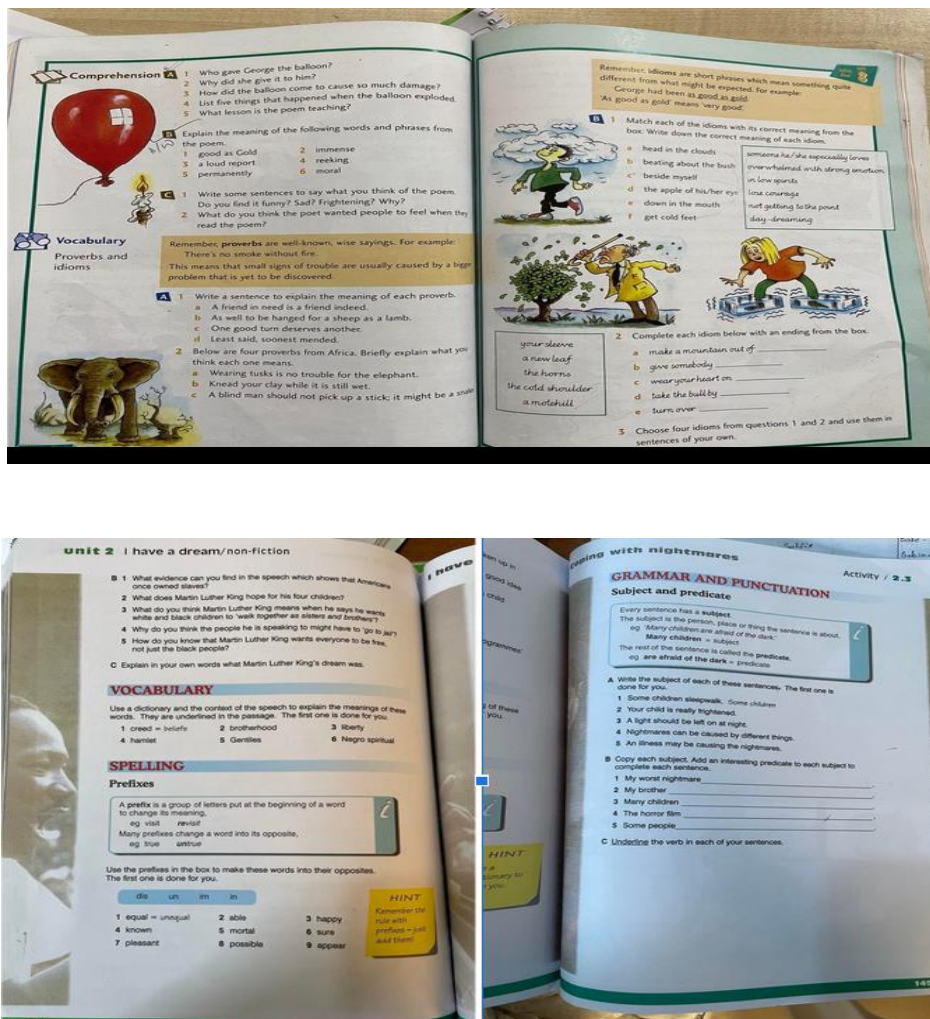 Comprehension A 1 Who gave George the balloon?
2 Why did she give it to him?
3 How did the balloon come to cause so much damage?
4 List five things that happened when the balloon exploded.
5 What lesson is the poem teaching?
B Explain the meaning of the following words and phrases from
the poem.
1 good as Gold 2 immense
3 a loud report 4 reeking
5 permanently 6 moral
C 1 Write some sentences to say what you think of the poem.
Do you find it funny? Sad? Frightening? Why?
2 What do you think the poet wanted people to feel when they
read the poem?
Vocabulary
Proverbs and
idioms
Remember, proverbs are well-known, wise sayings. For example:
There's no smoke without fire.
This means that small signs of trouble are usually caused by a bigger
problem that is yet to be discovered.
A 1 Write a sentence to explain the meaning of each proverb.
a A friend in need is a friend indeed.
b As well to be hanged for a sheep as a lamb.
c One good turn deserves another.
d Least said, soonest mended.
2 Below are four proverbs from Africa. Briefly explain what you
think each one means.
a Wearing tusks is no trouble for the elephant.
b Knead your clay while it is still wet.
c A blind man should not pick up a stick; it might be a snake
Remember, idioms are short phrases which mean something quite
different from what might be expected. For example:
George had been as good as gold.
'As good as gold' means 'very good'.
8
B 1 Match each of the idioms with its correct meaning from the
box. Write down the correct meaning of each idiom.
a head in the clouds
b beating about the bush
c beside myself
d the apple of his/her eye
e down in the mouth
f get cold feet
someone he/she especially loves
overwhelmed with strong emotion
in low spirits
lose courage
not getting to the point
day-dreaming
your sleeve
a new leaf
the horns
the cold shoulder
a molehill
2 Complete each idiom below with an ending from the box.
a make a mountain out of
b give somebody
c wear your heart on
d take the bull by
e turn over
3 Choose four idioms from questions 1 and 2 and use them in
sentences of your own.
unit 2 I have a dream/non-fiction
B 1 What evidence can you find in the speech which shows that Americans
once owned slaves?
2 What does Martin Luther King hope for his four children?
3 What do you think Martin Luther King means when he says he wants
white and black children to 'walk together as sisters and brothers'?
4 Why do you think the people he is speaking to might have to 'go to jail'?
5 How do you know that Martin Luther King wants everyone to be free,
not just the black people?
C Explain in your own words what Martin Luther King's dream was.
VOCABULARY
Use a dictionary and the context of the speech to explain the meanings of these
words. They are underlined in the passage. The first one is done for you.
1 creed = beliefs 2 brotherhood 3 liberty
4 hamlet 5 Gentiles 6 Negro spiritual
SPELLING
Prefixes
A prefix is a group of letters put at the beginning of a word
to change its meaning,
eg visit revisit
Many prefixes change a word into its opposite,
eg true untrue
Use the prefixes in the box to make these words into their opposites.
The first one is done for you.
dis un im in
1 equal = unequal 2 able 3 happy
4 known 5 mortal 6 sure
7 pleasant 8 possible 9 appear
HINT
Remember the
rule with
prefixes – just
add them!
I have
up in
good idea
child
of these
you.
HINT
you.
coping with nightmares
Activity / 2.3
GRAMMAR AND PUNCTUATION
Subject and predicate
Every sentence has a subject.
The subject is the person, place or thing the sentence is about,
eg 'Many children are afraid of the dark.'
Many children = subject
The rest of the sentence is called the predicate,
eg are afraid of the dark = predicate
A Write the subject of each of these sentences. The first one is
done for you.
1 Some children sleepwalk. Some children
2 Your child is really frightened.
3 A light should be left on at night.
4 Nightmares can be caused by different things.
5 An illness may be causing the nightmares.
B Copy each subject. Add an interesting predicate to each subject to
complete each sentence.
1 My worst nightmare
2 My brother
3 Many children
4 The horror film
5 Some people
C Underline the verb in each of your sentences.